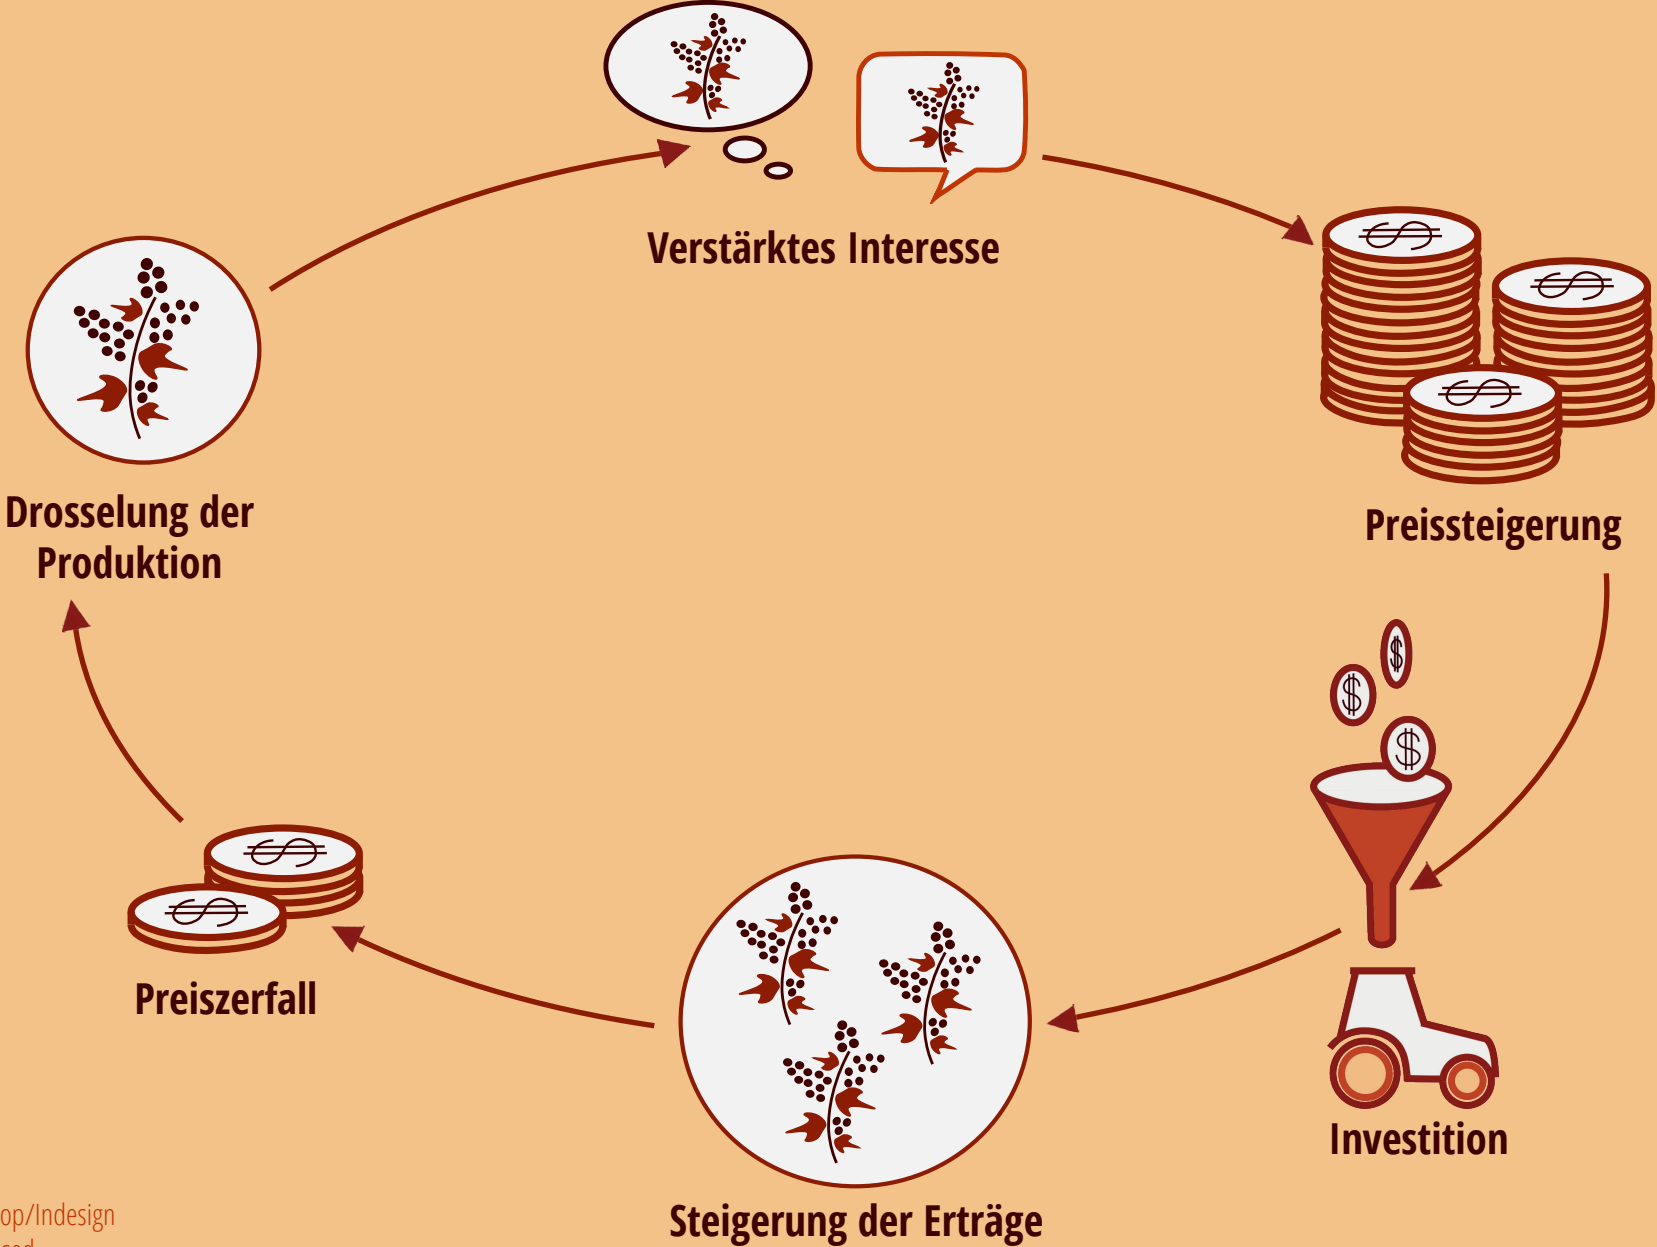 Verstärktes Interesse
Preissteigerung
Investition
Steigerung der Erträge
Preiszerfall
Drosselung der
Produktion
op/Indesign